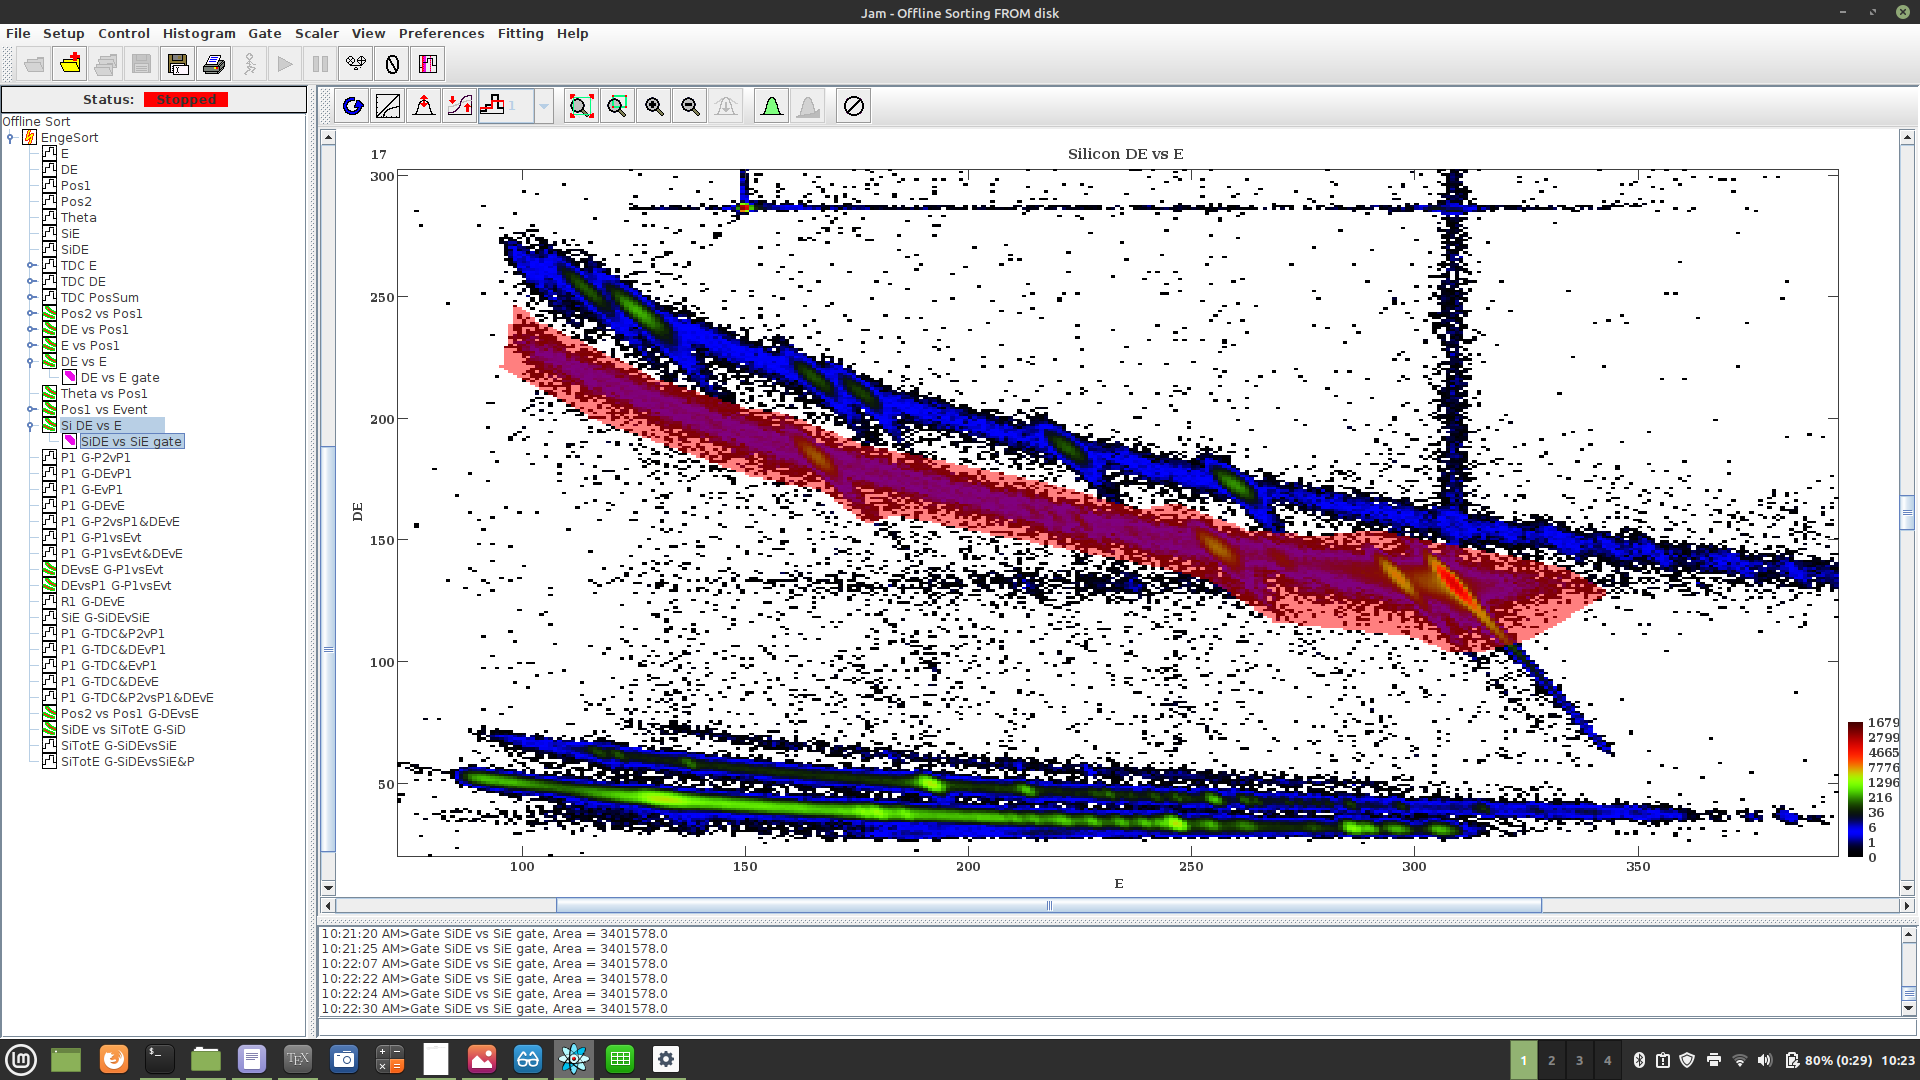 Jam - Offline Sorting FROM disk
File Setup Control Histogram Gate Scaler View Preferences Fitting Help
Status: Stopped
Offline Sort
EngeSort
E
DE
Pos1
Pos2
Theta
SiE
SiDE
TDC E
TDC DE
TDC PosSum
Pos2 vs Pos1
DE vs Pos1
E vs Pos1
DE vs E
DE vs E gate
Theta vs Pos1
Pos1 vs Event
Si DE vs E
SiDE vs SiE gate
P1 G-P2vP1
P1 G-DEvP1
P1 G-EvP1
P1 G-DEvE
P1 G-P2vsP1&DEvE
P1 G-P1vsEvt
P1 G-P1vsEvt&DEvE
DEvsE G-P1vsEvt
DEvsP1 G-P1vsEvt
R1 G-DEvE
SiE G-SiDEvSiE
P1 G-TDC&P2vP1
P1 G-TDC&DEvP1
P1 G-TDC&EvP1
P1 G-TDC&DEvE
P1 G-TDC&P2vsP1&DEvE
Pos2 vs Pos1 G-DEvsE
SiDE vs SiTotE G-SiD
SiTotE G-SiDEvsSiE
SiTotE G-SiDEvsSiE&P
1
17
Silicon DE vs E
300
250
200
150
100
50
DE
100 150 200 250 300 350
E
1679
2799
4665
7776
1296
216
36
6
1
0
10:21:20 AM>Gate SiDE vs SiE gate, Area = 3401578.0
10:21:25 AM>Gate SiDE vs SiE gate, Area = 3401578.0
10:22:07 AM>Gate SiDE vs SiE gate, Area = 3401578.0
10:22:22 AM>Gate SiDE vs SiE gate, Area = 3401578.0
10:22:24 AM>Gate SiDE vs SiE gate, Area = 3401578.0
10:22:30 AM>Gate SiDE vs SiE gate, Area = 3401578.0
TEX
1 2 3 4
80% (0:29) 10:23